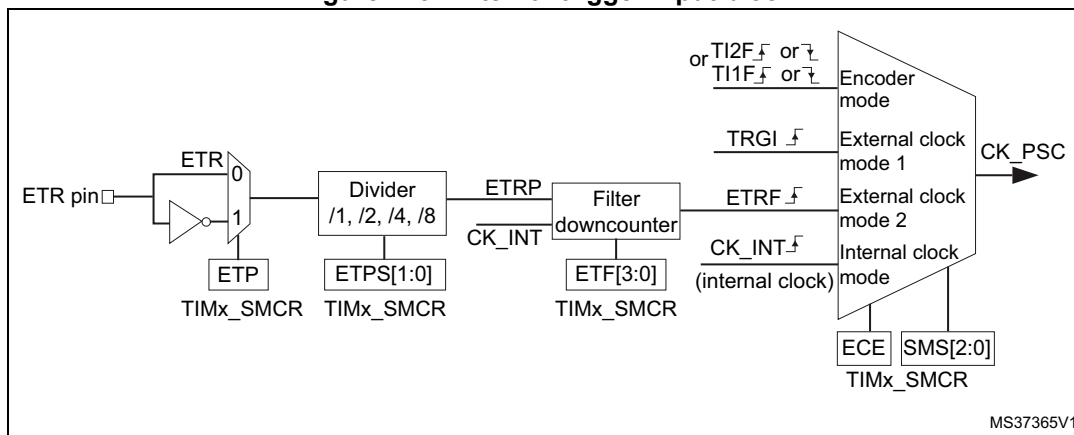 ETR pin
ETR
0
1
ETP
TIMx_SMCR
Divider
/1, /2, /4, /8
ETPS[1:0]
TIMx_SMCR
ETRP
CK_INT
Filter
downcounter
ETF[3:0]
TIMx_SMCR
or TI2F or
TI1F or
Encoder
mode
TRGI
External clock
mode 1
ETRF
External clock
mode 2
CK_INT
(internal clock)
Internal clock
mode
CK_PSC
ECE
SMS[2:0]
TIMx_SMCR
MS37365V1